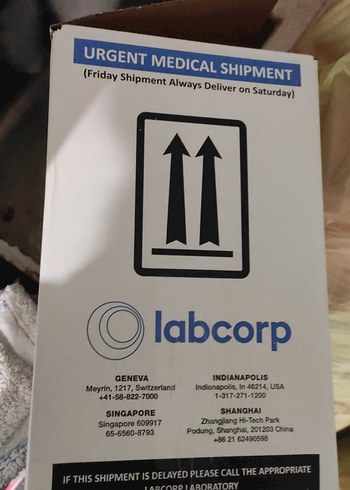 URGENT MEDICAL SHIPMENT
(Friday Shipment Always Deliver on Saturday)
labcorp
GENEVA
Meyrin, 1217, Switzerland
+41-58-822-7000
INDIANAPOLIS
Indianapolis, In 46214, USA
1-317-271-1200
SINGAPORE
Singapore 609917
65-6560-8793
SHANGHAI
Zhangjiang Hi-Tech Park
Pudong, Shanghai, 201203 China
+86 21 62490598
IF THIS SHIPMENT IS DELAYED PLEASE CALL THE APPROPRIATE
LABCORP LABORATORY